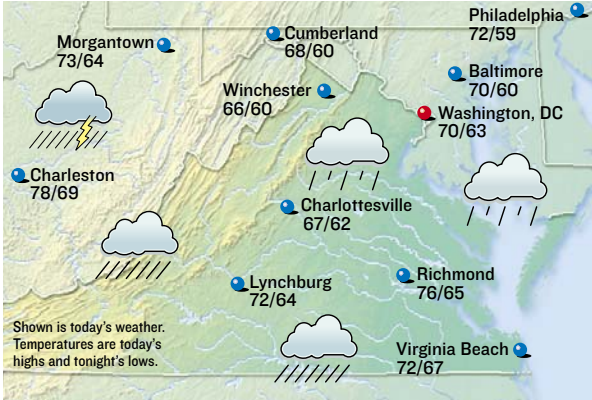 Philadelphia
72/59
Cumberland
68/60
Morgantown
73/64
Baltimore
70/60
Winchester
66/60
Washington, DC
70/63
Charleston
78/69
Charlottesville
67/62
Richmond
76/65
Lynchburg
72/64
Shown is today's weather.
Temperatures are today's
highs and tonight's lows.
Virginia Beach
72/67